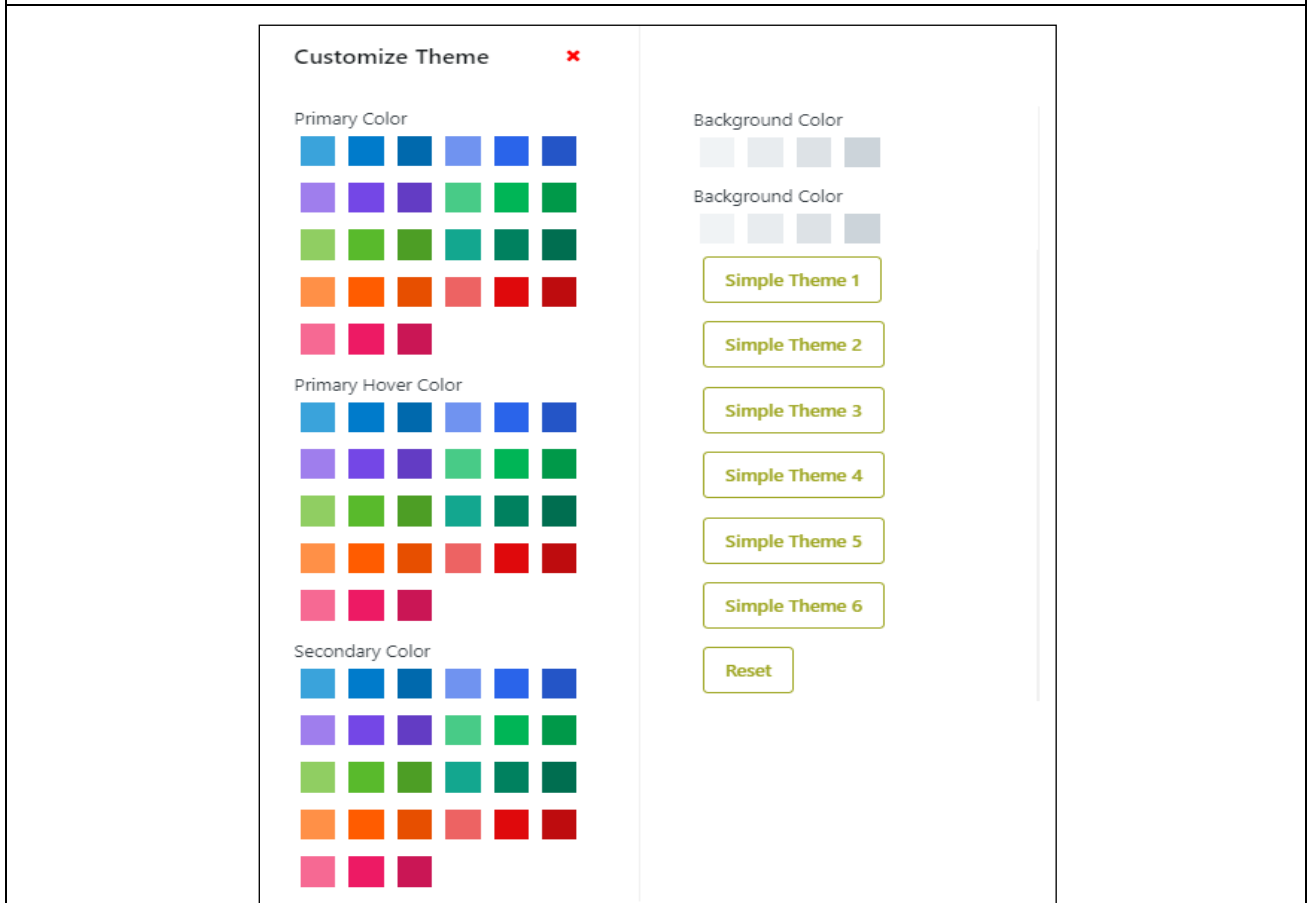 Customize Theme
Primary Color
Primary Hover Color
Secondary Color
Background Color
Background Color
Simple Theme 1
Simple Theme 2
Simple Theme 3
Simple Theme 4
Simple Theme 5
Simple Theme 6
Reset